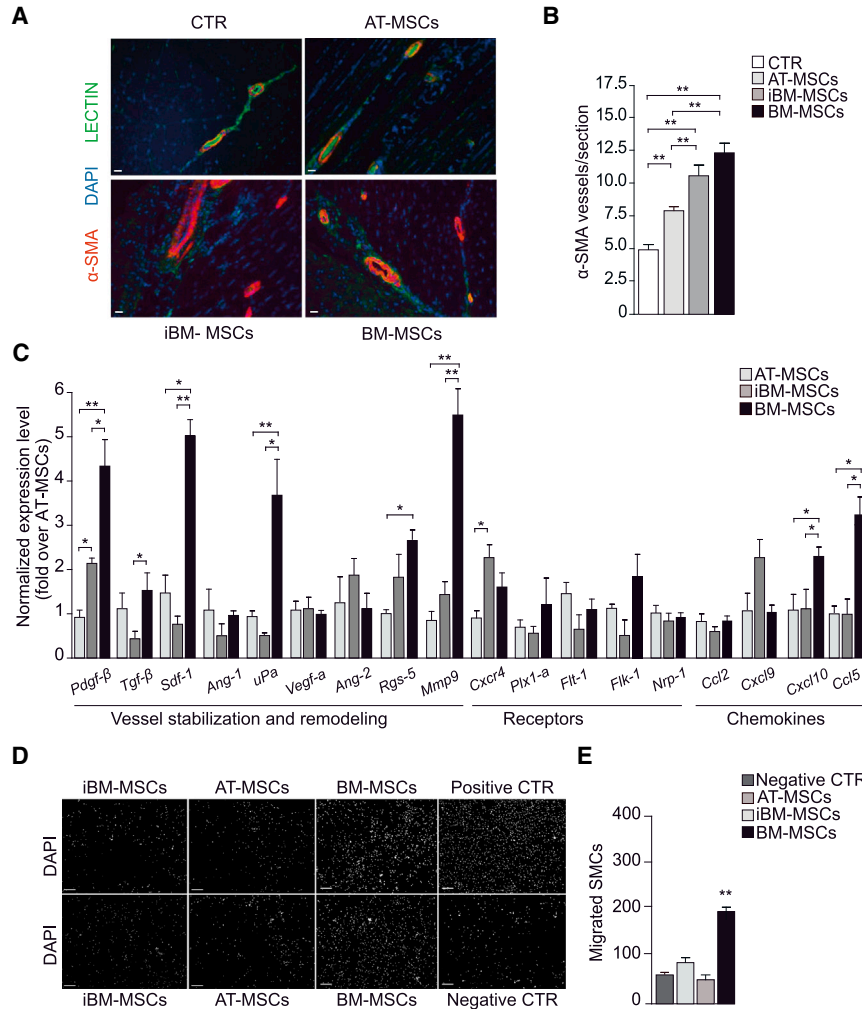 A
CTR
AT-MSCs
LECTIN
DAPI
α-SMA
iBM- MSCs
BM-MSCs
B
CTR
AT-MSCs
iBM-MSCs
BM-MSCs
α-SMA vessels/section
17.5
15.0
12.5
10.0
7.5
5.0
2.5
0
**
**
**
**
**
C
AT-MSCs
iBM-MSCs
BM-MSCs
Normalized expression level
(fold over AT-MSCs)
6
5
4
3
2
1
0
**
*
*
*
*
**
**
*
*
**
**
*
*
*
*
*
Pdgf-β
Tgf-β
Sdf-1
Ang-1
uPa
Vegf-a
Ang-2
Rgs-5
Mmp9
Cxcr4
Plx1-a
Flt-1
Flk-1
Nrp-1
Ccl2
Cxcl9
Cxcl10
Ccl5
Vessel stabilization and remodeling
Receptors
Chemokines
D
iBM-MSCs
AT-MSCs
BM-MSCs
Positive CTR
DAPI
DAPI
iBM-MSCs
AT-MSCs
BM-MSCs
Negative CTR
E
Negative CTR
AT-MSCs
iBM-MSCs
BM-MSCs
Migrated SMCs
400
300
200
100
0
**